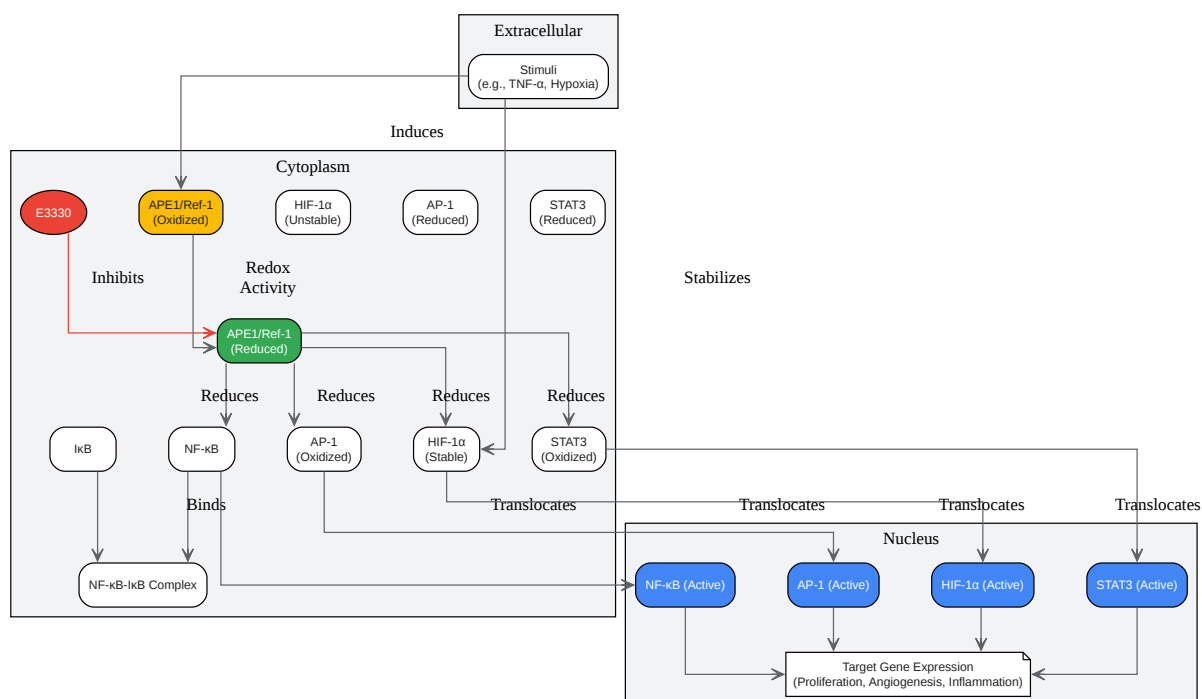 Extracellular
Stimuli
(e.g., TNF-α, Hypoxia)
Induces
Cytoplasm
E3330
APE1/Ref-1
(Oxidized)
HIF-1α
(Unstable)
AP-1
(Reduced)
STAT3
(Reduced)
Inhibits
Redox
Activity
Stabilizes
APE1/Ref-1
(Reduced)
Reduces
Reduces
Reduces
Reduces
IκB
NF-κB
AP-1
(Oxidized)
HIF-1α
(Stable)
STAT3
(Oxidized)
Binds
Translocates
Translocates
Translocates
Translocates
Nucleus
NF-κB-IκB Complex
NF-κB (Active)
AP-1 (Active)
HIF-1α (Active)
STAT3 (Active)
Target Gene Expression
(Proliferation, Angiogenesis, Inflammation)